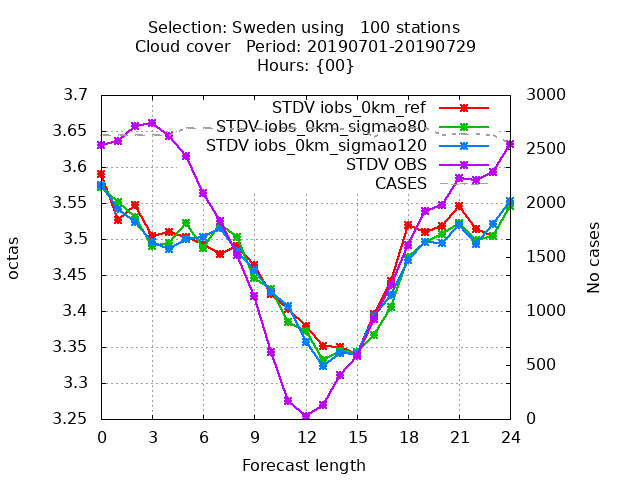 Selection: Sweden using   100 stations
Cloud cover   Period: 20190701-20190729
Hours: {00}
3.7
3.65
3.6
3.55
3.5
3.45
3.4
3.35
3.3
3.25
octas
STDV iobs_0km_ref
STDV iobs_0km_sigmao80
STDV iobs_0km_sigmao120
STDV OBS
CASES
3000
2500
2000
1500
1000
500
0
No cases
0 3 6 9 12 15 18 21 24
Forecast length